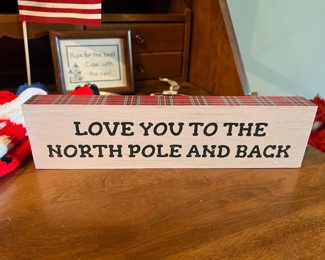 Hope for the best.
Cope with
the rest.
LOVE YOU TO THE
NORTH POLE AND BACK